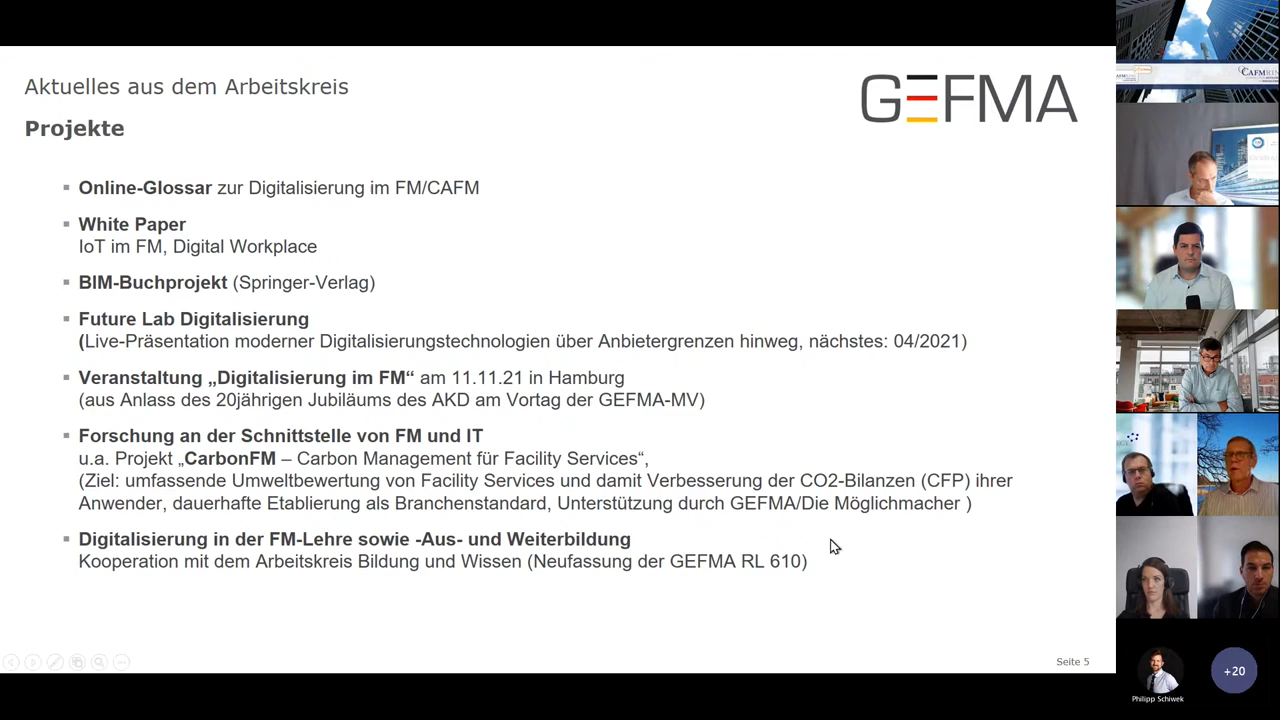 Aktuelles aus dem Arbeitskreis
GEFMA
Projekte
Online-Glossar zur Digitalisierung im FM/CAFM
White Paper
IoT im FM, Digital Workplace
BIM-Buchprojekt (Springer-Verlag)
Future Lab Digitalisierung
(Live-Präsentation moderner Digitalisierungstechnologien über Anbietergrenzen hinweg, nächstes: 04/2021)
Veranstaltung „Digitalisierung im FM“ am 11.11.21 in Hamburg
(aus Anlass des 20jährigen Jubiläums des AKD am Vortag der GEFMA-MV)
Forschung an der Schnittstelle von FM und IT
u.a. Projekt „CarbonFM – Carbon Management für Facility Services“,
(Ziel: umfassende Umweltbewertung von Facility Services und damit Verbesserung der CO2-Bilanzen (CFP) ihrer
Anwender, dauerhafte Etablierung als Branchenstandard, Unterstützung durch GEFMA/Die Möglichmacher )
Digitalisierung in der FM-Lehre sowie -Aus- und Weiterbildung
Kooperation mit dem Arbeitskreis Bildung und Wissen (Neufassung der GEFMA RL 610)
Seite 5
Philipp Schiwek
+20